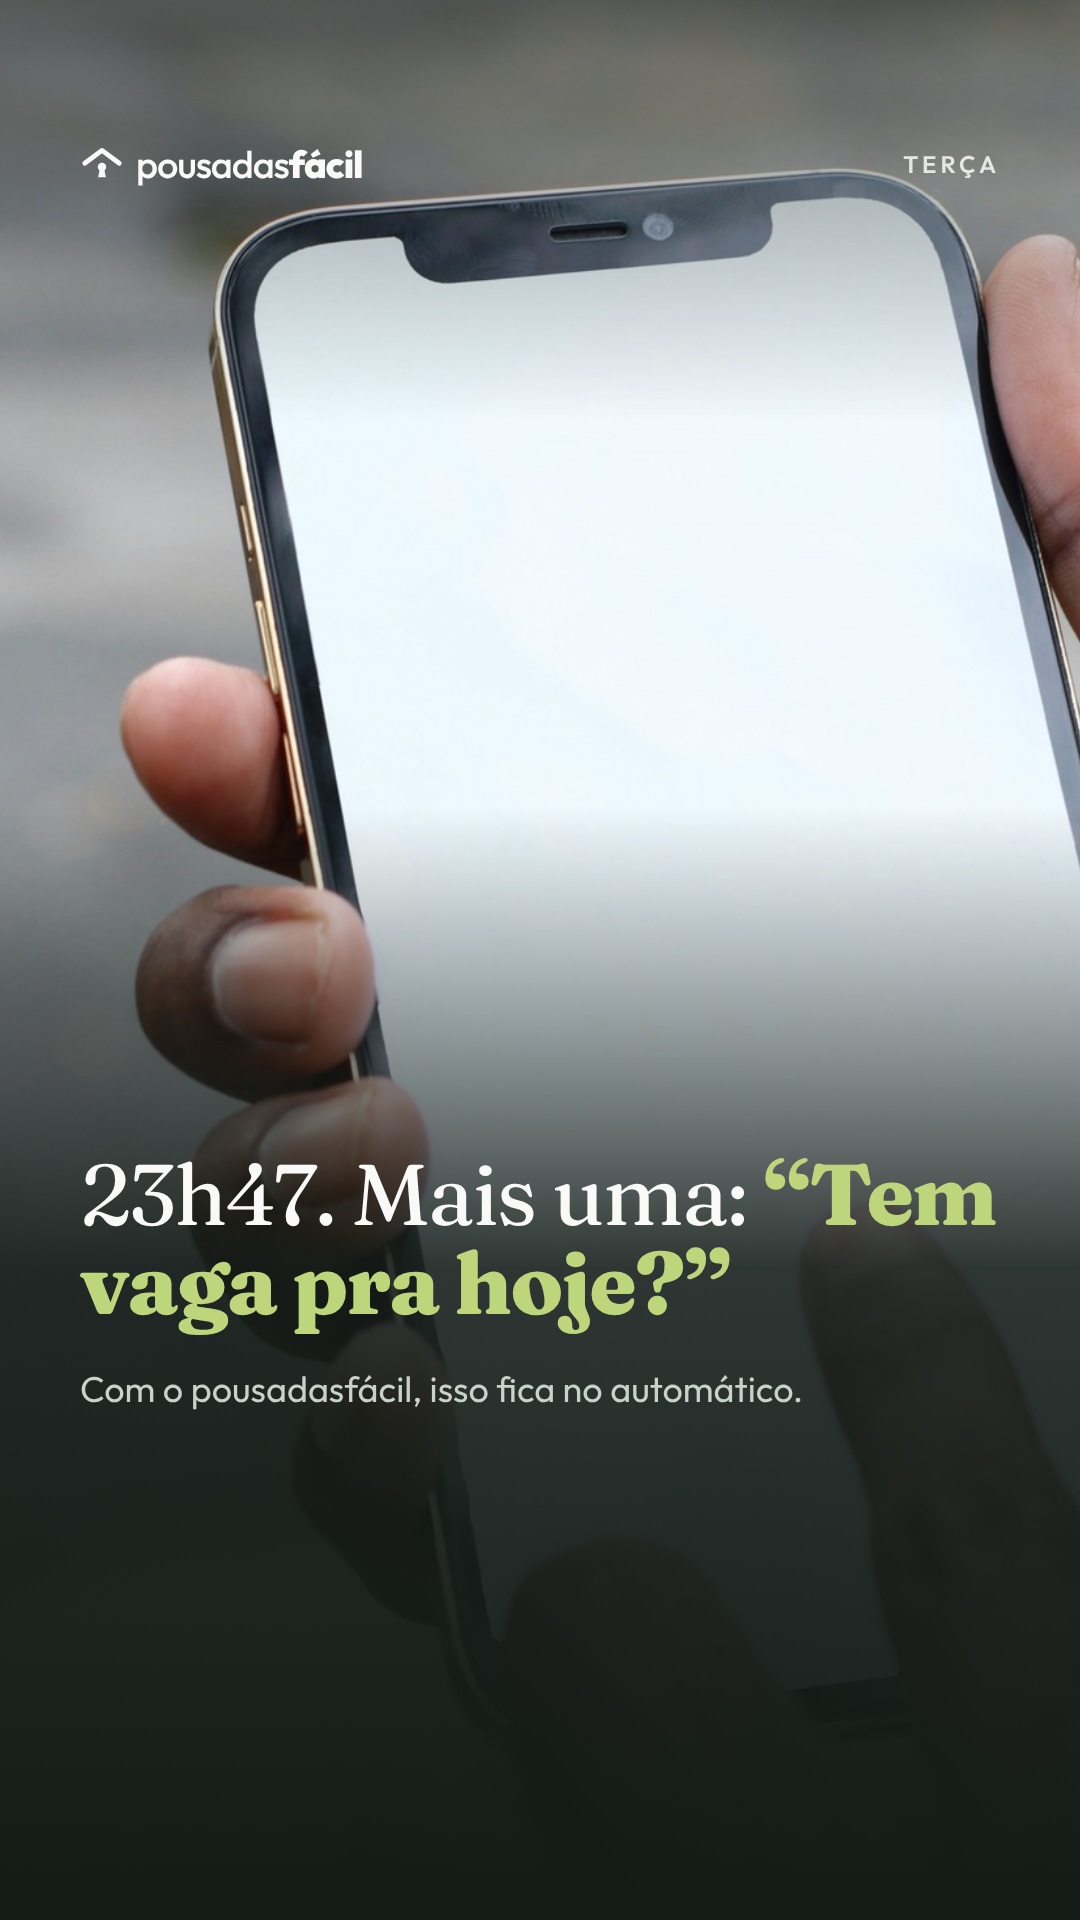 pousadasfácil
TERÇA
23h47. Mais uma: “Tem
vaga pra hoje?”
Com o pousadasfácil, isso fica no automático.